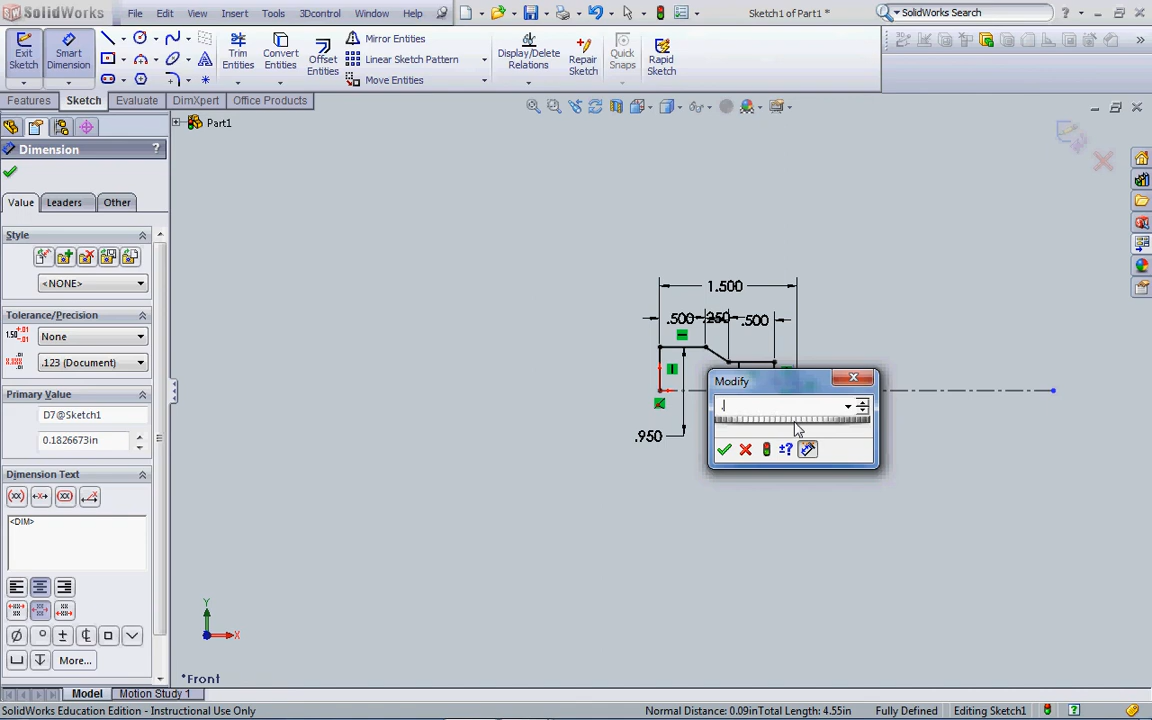 SolidWorks File Edit View Insert Tools 3Dcontrol Window Help Sketch1 of Part1 * SolidWorks Search
Exit Sketch
Smart Dimension
Trim Entities
Convert Entities
Offset Entities
Mirror Entities
Linear Sketch Pattern
Move Entities
Display/Delete Relations
Repair Sketch
Quick Snaps
Rapid Sketch
Features Sketch Evaluate DimXpert Office Products
Part1
Dimension ?
Value Leaders Other
Style
<NONE>
Tolerance/Precision
None
.123 (Document)
Primary Value
D7@Sketch1
0.1826673in
Dimension Text
<DIM>
More...
1.500
.500 .250 .500
.950
Modify
.
Y
X
*Front
Model Motion Study 1
SolidWorks Education Edition - Instructional Use Only Normal Distance: 0.09inTotal Length: 4.55in Fully Defined Editing Sketch1